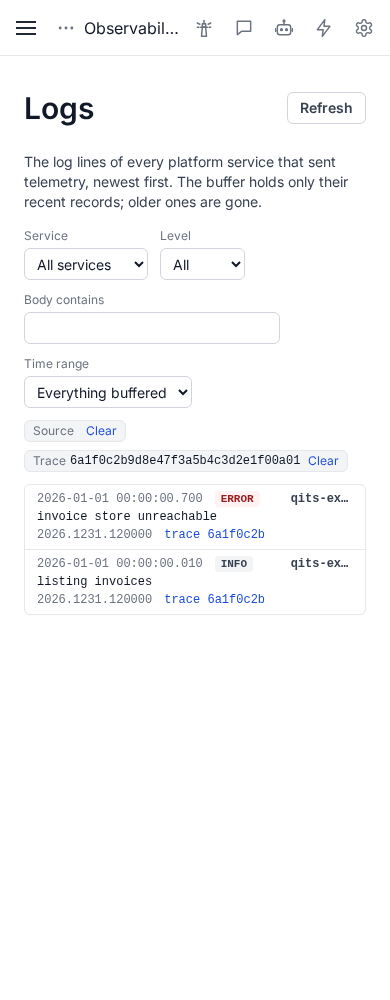 Observabil...
Logs
Refresh
The log lines of every platform service that sent
telemetry, newest first. The buffer holds only their
recent records; older ones are gone.
Service
Level
All services
All
Body contains
Time range
Everything buffered
Source Clear
Trace 6a1f0c2b9d8e47f3a5b4c3d2e1f00a01 Clear
2026-01-01 00:00:00.700 ERROR qits-ex…
invoice store unreachable
2026.1231.120000 trace 6a1f0c2b
2026-01-01 00:00:00.010 INFO qits-ex…
listing invoices
2026.1231.120000 trace 6a1f0c2b